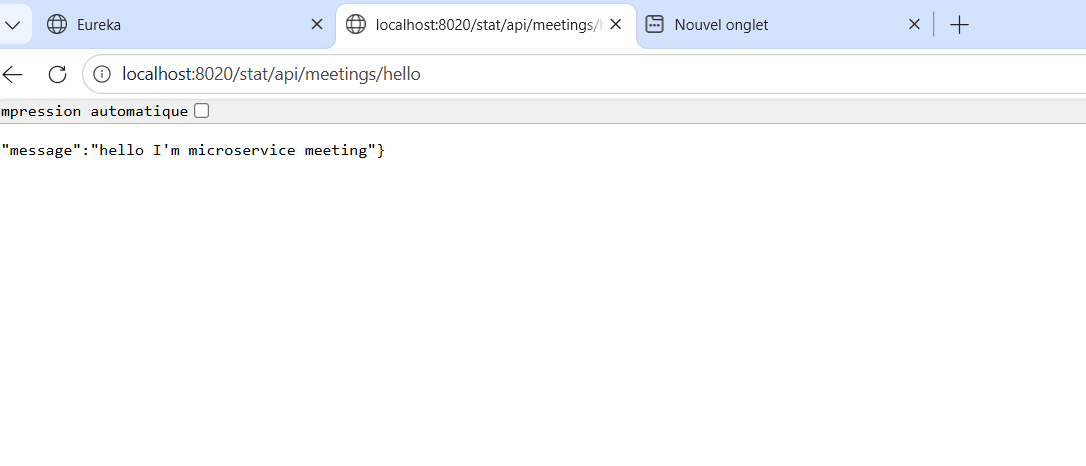 Eureka
localhost:8020/stat/api/meetings/
Nouvel onglet
localhost:8020/stat/api/meetings/hello
mpression automatique
"message":"hello I'm microservice meeting"}